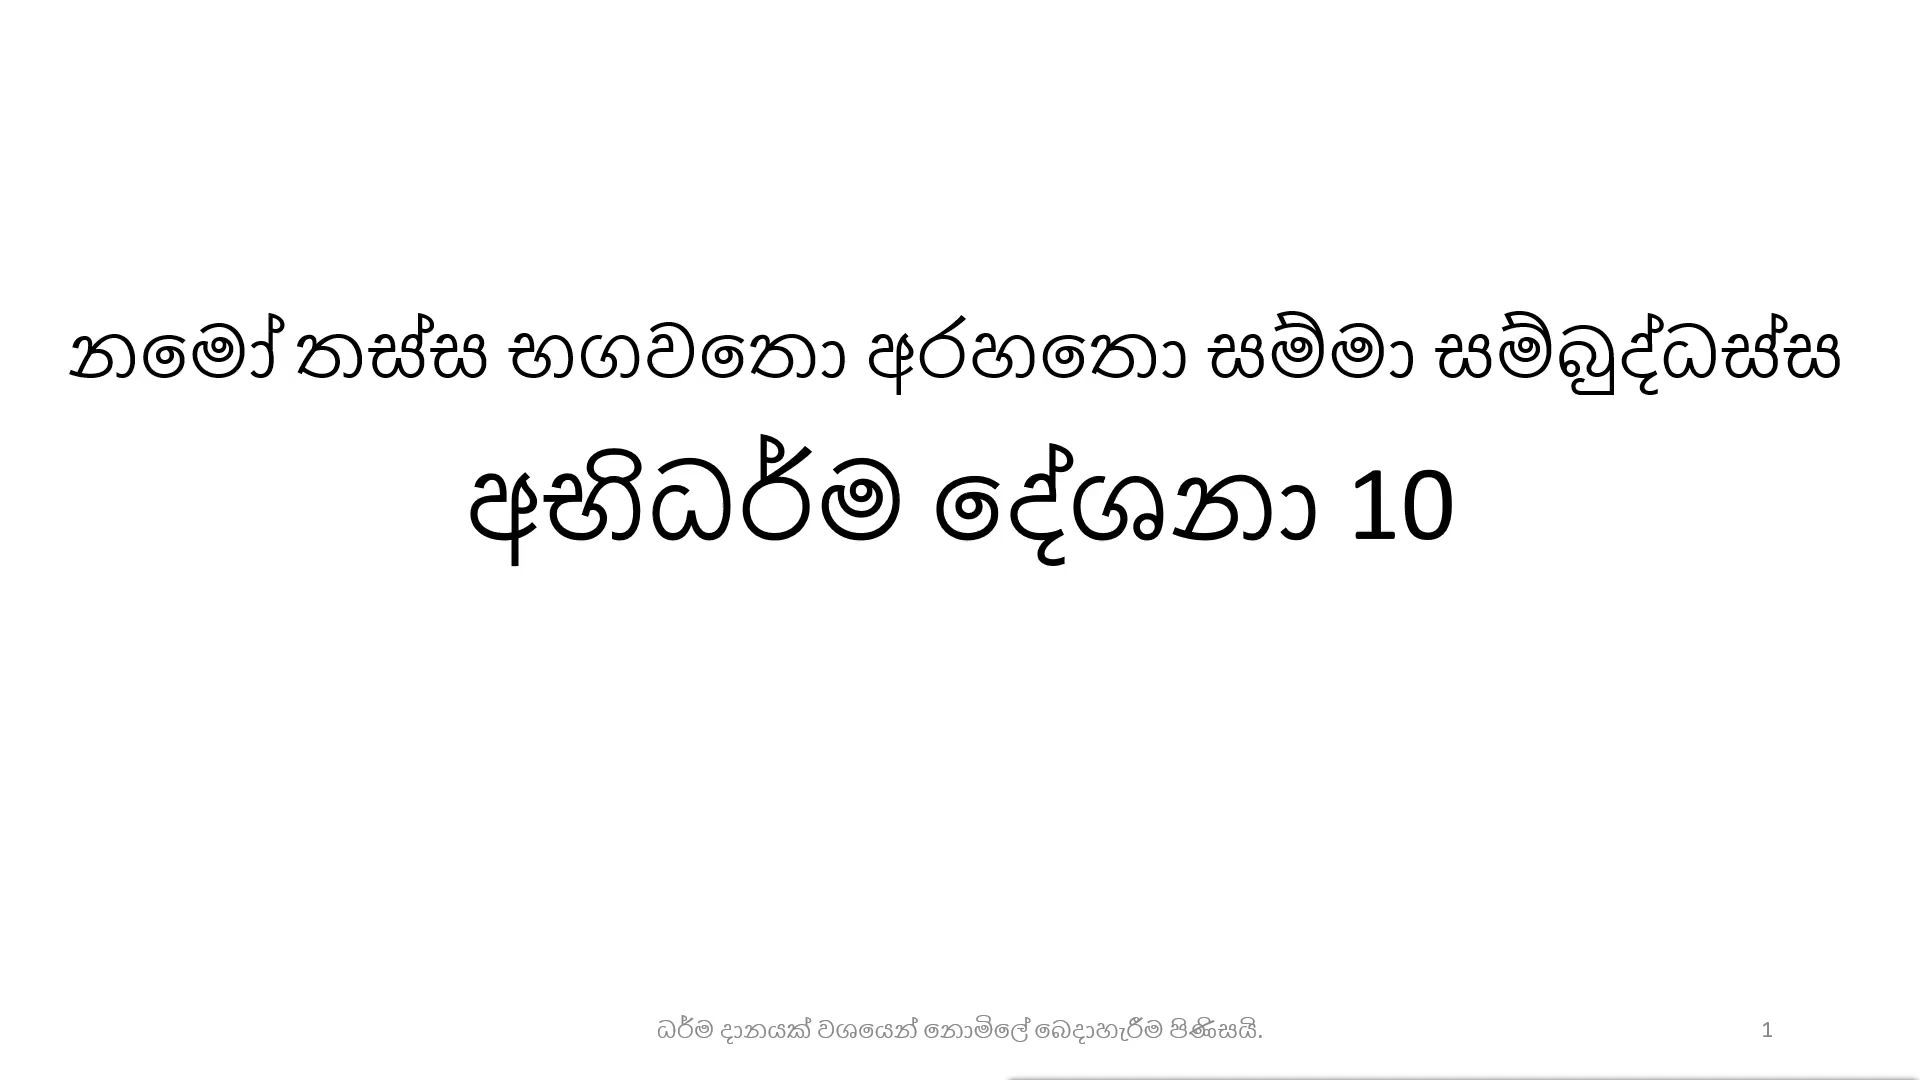 නමෝ තස්ස භගවතො අරහතො සම්මා සම්බුද්ධස්ස
අභිධර්ම දේශනා 10
ධර්ම දානයක් වශයෙන් නොමිලේ බෙදාහැරීම පිණිසයි.
1